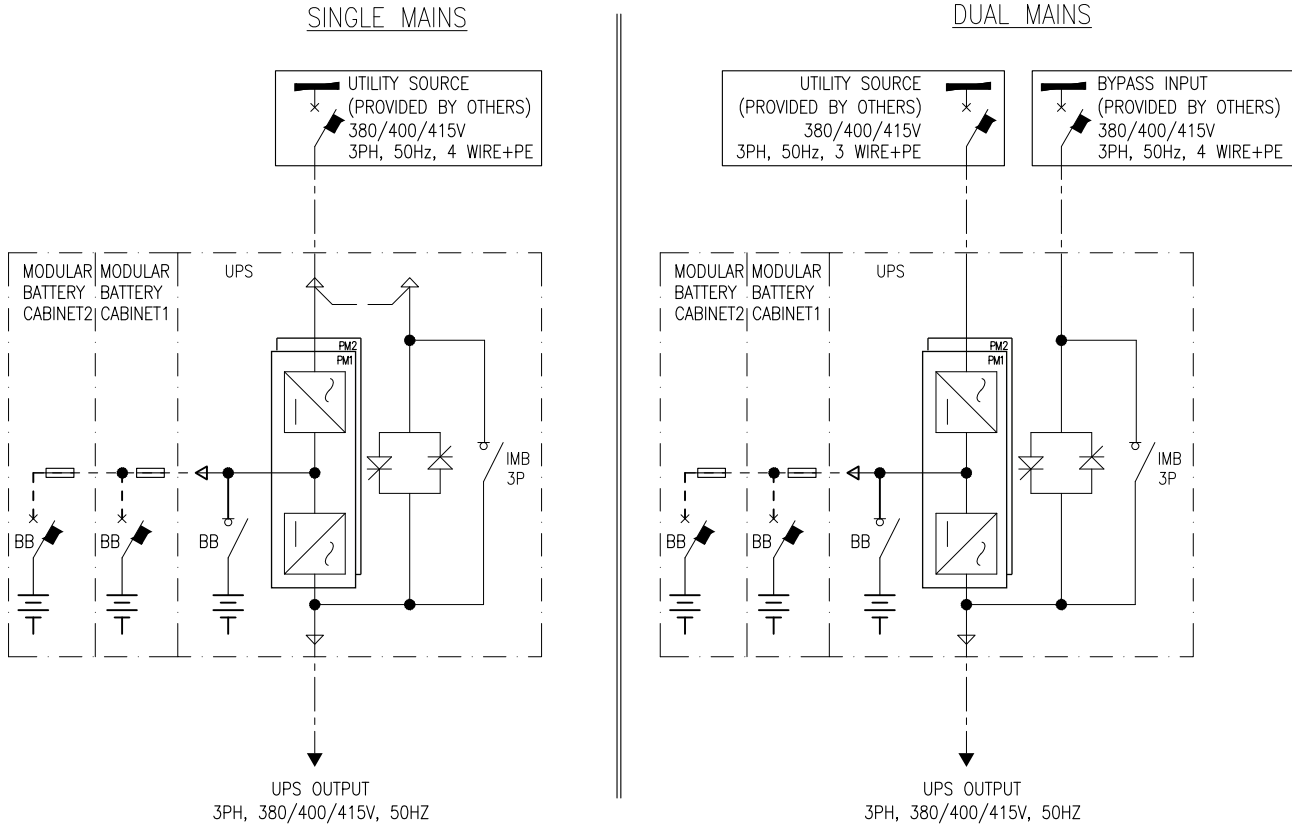 SINGLE MAINS
UTILITY SOURCE
(PROVIDED BY OTHERS)
380/400/415V
3PH, 50Hz, 4 WIRE+PE
MODULAR
BATTERY
CABINET2
MODULAR
BATTERY
CABINET1
UPS
PM2
PM1
IMB
3P
BB
BB
BB
UPS OUTPUT
3PH, 380/400/415V, 50HZ
DUAL MAINS
UTILITY SOURCE
(PROVIDED BY OTHERS)
380/400/415V
3PH, 50Hz, 3 WIRE+PE
BYPASS INPUT
(PROVIDED BY OTHERS)
380/400/415V
3PH, 50Hz, 4 WIRE+PE
MODULAR
BATTERY
CABINET2
MODULAR
BATTERY
CABINET1
UPS
PM2
PM1
IMB
3P
BB
BB
BB
UPS OUTPUT
3PH, 380/400/415V, 50HZ